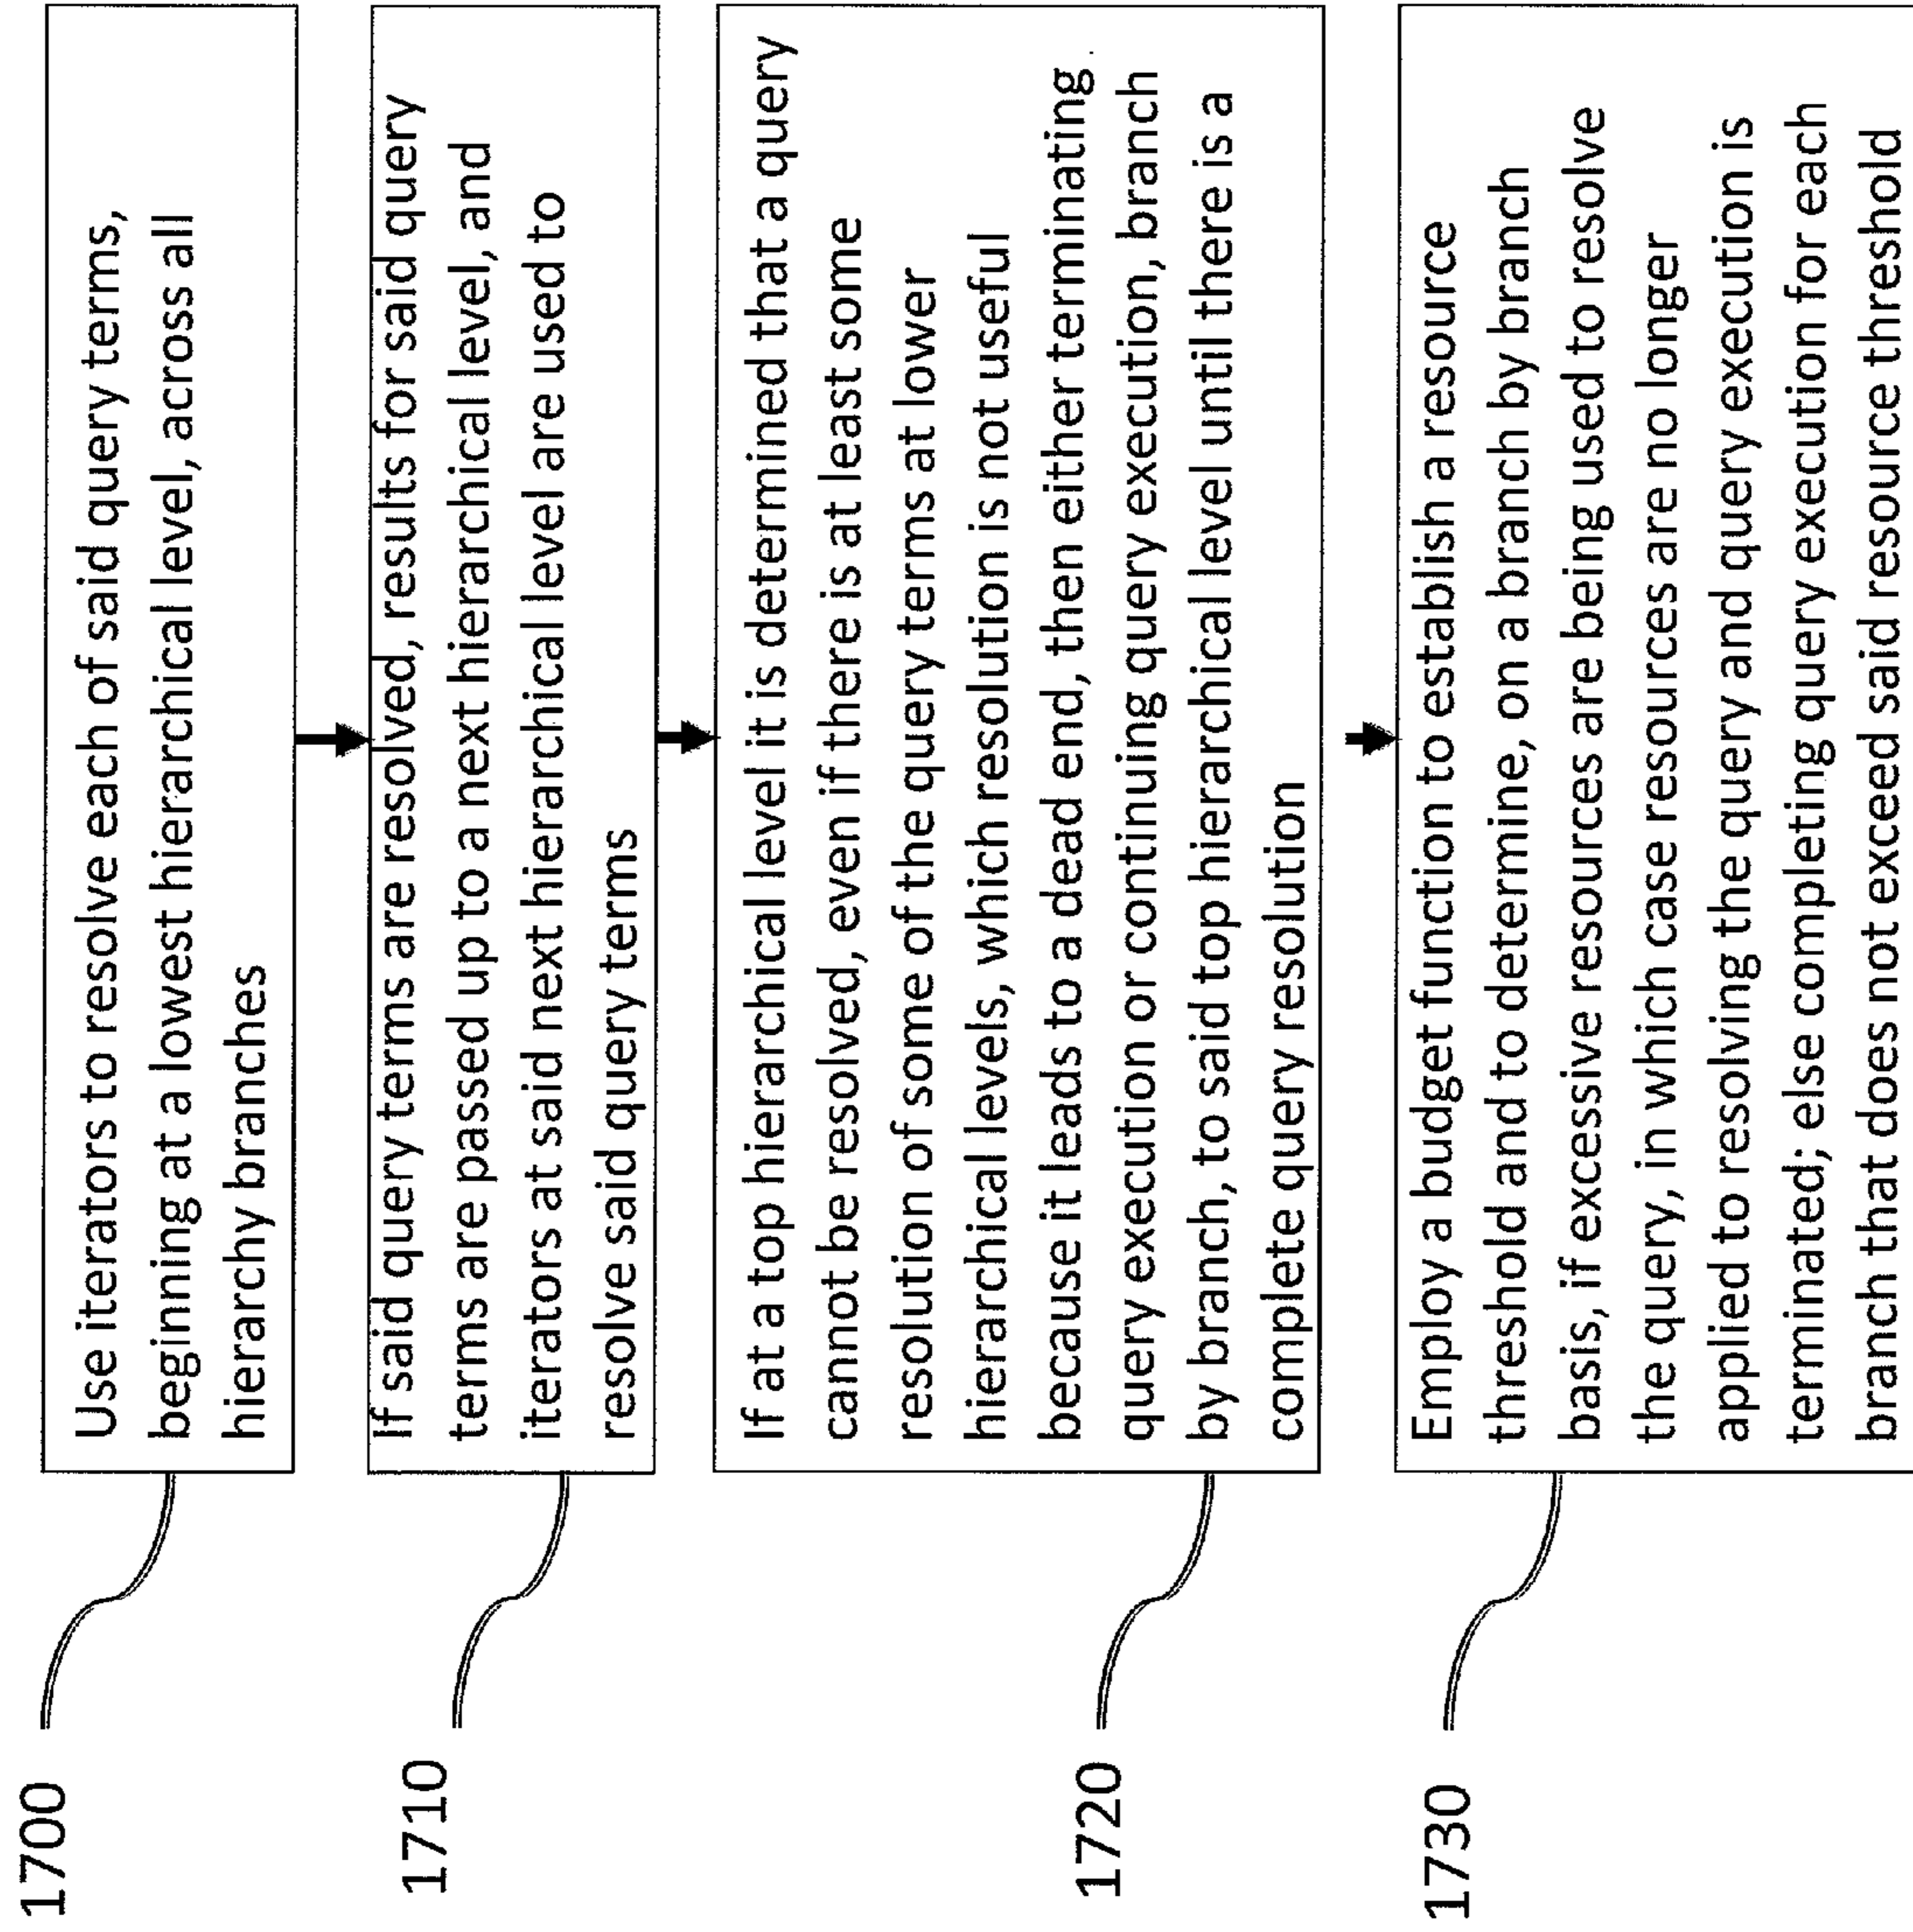 1700
Use iterators to resolve each of said query terms,
beginning at a lowest hierarchical level, across all
hierarchy branches
1710
If said query terms are resolved, results for said query
terms are passed up to a next hierarchical level, and
iterators at said next hierarchical level are used to
resolve said query terms
1720
If at a top hierarchical level it is determined that a query
cannot be resolved, even if there is at least some
resolution of some of the query terms at lower
hierarchical levels, which resolution is not useful
because it leads to a dead end, then either terminating
query execution or continuing query execution, branch
by branch, to said top hierarchical level until there is a
complete query resolution
1730
Employ a budget function to establish a resource
threshold and to determine, on a branch by branch
basis, if excessive resources are being used to resolve
the query, in which case resources are no longer
applied to resolving the query and query execution is
terminated; else completing query execution for each
branch that does not exceed said resource threshold